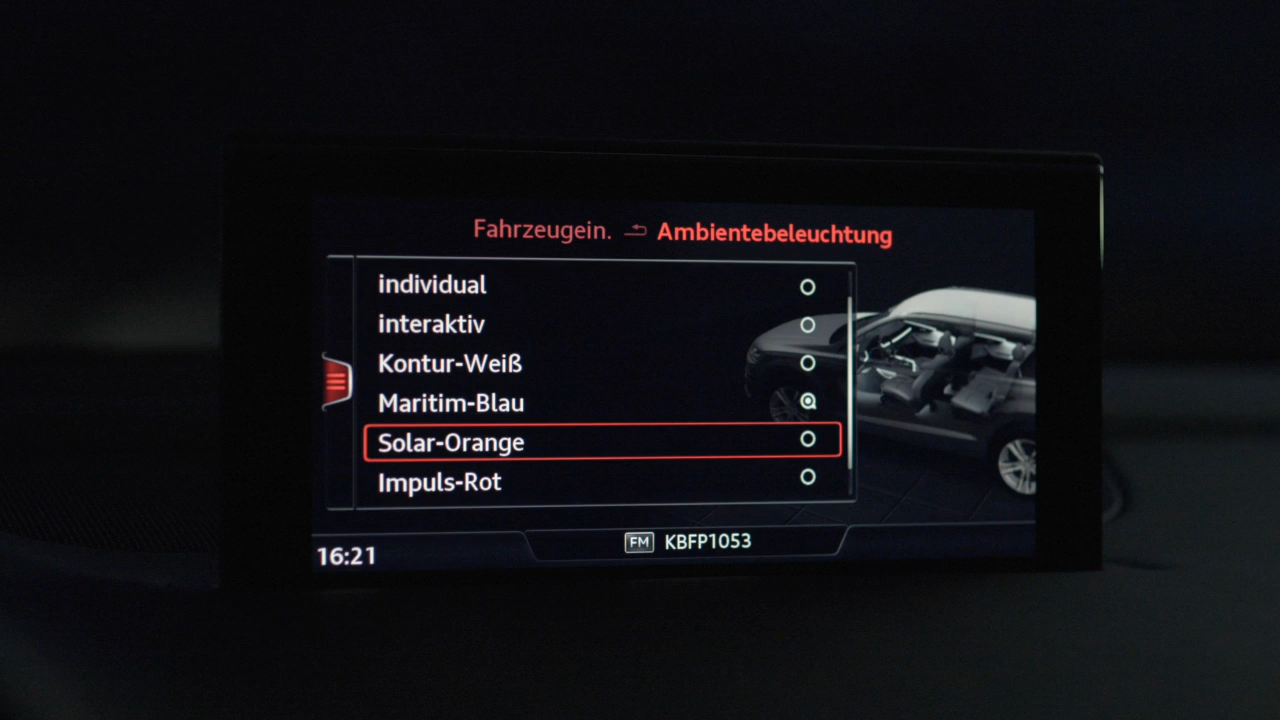 Fahrzeugein. Ambientebeleuchtung
individual
interaktiv
Kontur-Weiß
Maritim-Blau
Solar-Orange
Impuls-Rot
FM KBFP1053
16:21